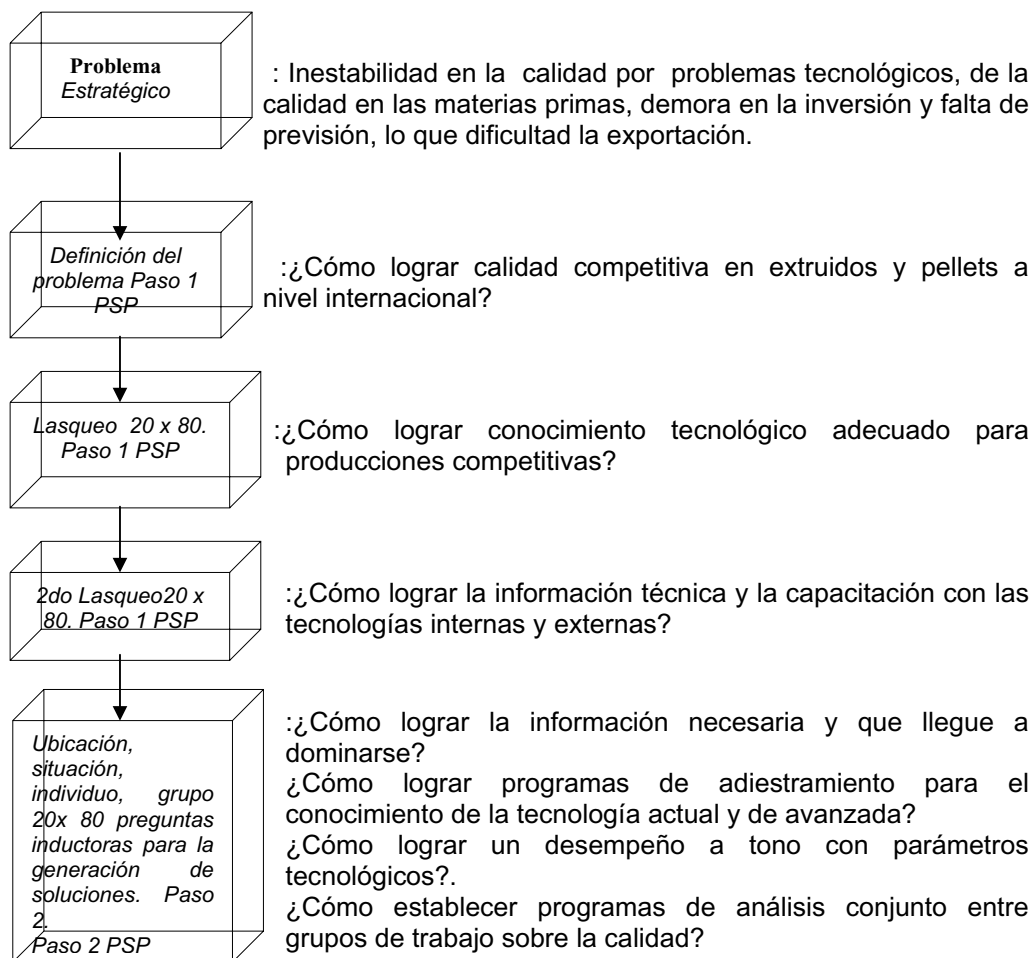 Problema
Estratégico
: Inestabilidad en la calidad por problemas tecnológicos, de la
calidad en las materias primas, demora en la inversión y falta de
previsión, lo que dificultad la exportación.
Definición del
problema Paso 1
PSP
:¿Cómo lograr calidad competitiva en extruidos y pellets a
nivel internacional?
Lasqueo 20 x 80.
Paso 1 PSP
:¿Cómo lograr conocimiento tecnológico adecuado para
producciones competitivas?
2do Lasqueo20 x
80. Paso 1 PSP
:¿Cómo lograr la información técnica y la capacitación con las
tecnologías internas y externas?
Ubicación,
situación,
individuo, grupo
20x 80 preguntas
inductoras para la
generación de
soluciones. Paso
2.
Paso 2 PSP
:¿Cómo lograr la información necesaria y que llegue a
dominarse?
¿Cómo lograr programas de adiestramiento para el
conocimiento de la tecnología actual y de avanzada?
¿Cómo lograr un desempeño a tono con parámetros
tecnológicos?.
¿Cómo establecer programas de análisis conjunto entre
grupos de trabajo sobre la calidad?